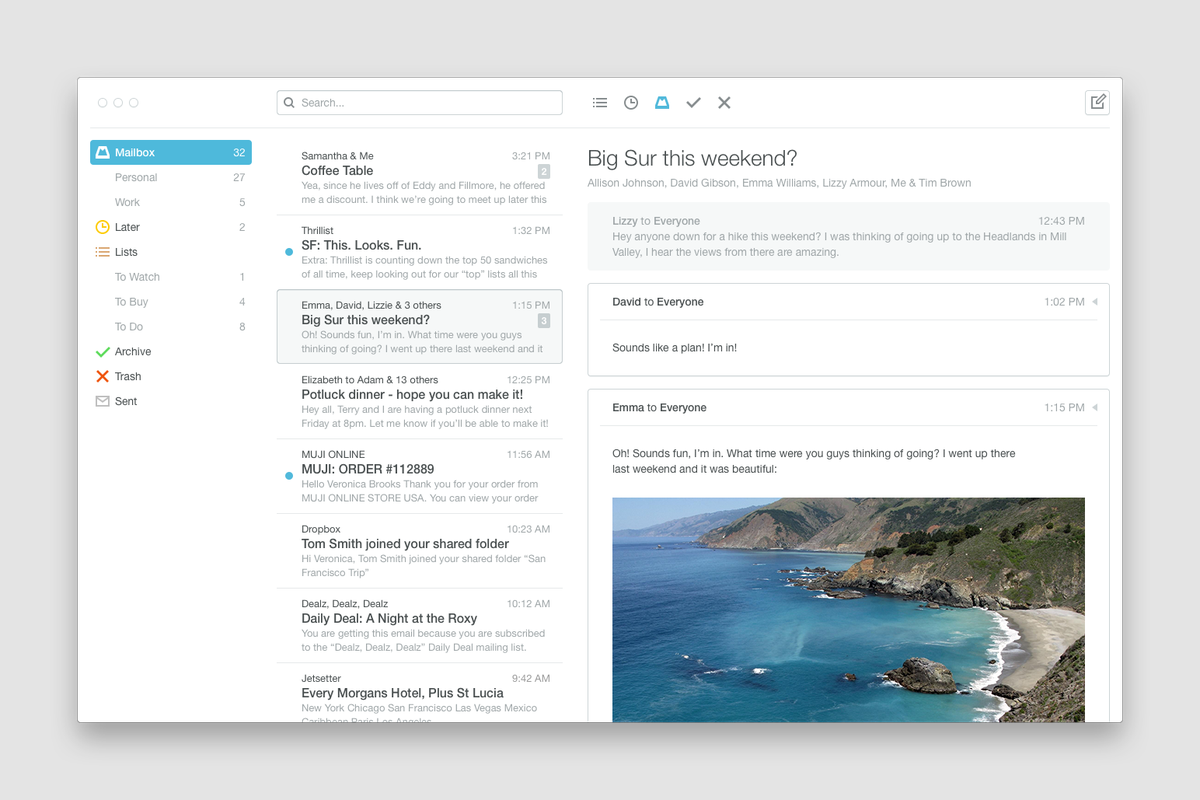 Search...
Mailbox 32
Personal 27
Work 5
Later 2
Lists
To Watch 1
To Buy 4
To Do 8
Archive
Trash
Sent
Samantha & Me 3:21 PM
Coffee Table 2
Yea, since he lives off of Eddy and Fillmore, he offered
me a discount. I think we're going to meet up later this
Thrillist 1:32 PM
SF: This. Looks. Fun.
Extra: Thrillist is counting down the top 50 sandwiches
of all time, keep looking out for our “top” lists all this
Emma, David, Lizzie & 3 others 1:15 PM
Big Sur this weekend? 3
Oh! Sounds fun, I'm in. What time were you guys
thinking of going? I went up there last weekend and it
Elizabeth to Adam & 13 others 12:25 PM
Potluck dinner - hope you can make it!
Hey all, Terry and I are having a potluck dinner next
Friday at 8pm. Let me know if you'll be able to make it!
MUJI ONLINE 11:56 AM
MUJI: ORDER #112889
Hello Veronica Brooks Thank you for your order from
MUJI ONLINE STORE USA. You can view your order
Dropbox 10:23 AM
Tom Smith joined your shared folder
Hi Veronica, Tom Smith joined your shared folder “San
Francisco Trip”
Dealz, Dealz, Dealz 10:12 AM
Daily Deal: A Night at the Roxy
You are getting this email because you are subscribed
to the “Dealz, Dealz, Dealz” Daily Deal mailing list.
Jetsetter 9:42 AM
Every Morgans Hotel, Plus St Lucia
New York Chicago San Francisco Las Vegas Mexico
Caribbean Paris Los Angeles
Big Sur this weekend?
Allison Johnson, David Gibson, Emma Williams, Lizzy Armour, Me & Tim Brown
Lizzy to Everyone 12:43 PM
Hey anyone down for a hike this weekend? I was thinking of going up to the Headlands in Mill
Valley, I hear the views from there are amazing.
David to Everyone 1:02 PM
Sounds like a plan! I'm in!
Emma to Everyone 1:15 PM
Oh! Sounds fun, I'm in. What time were you guys thinking of going? I went up there
last weekend and it was beautiful: